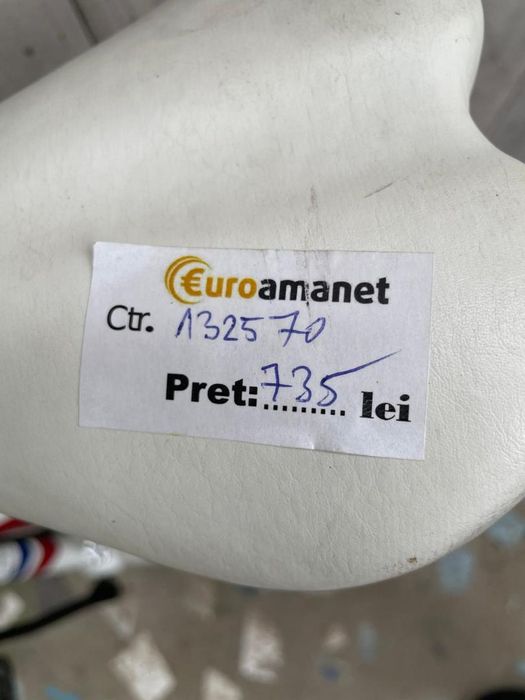 €uroamanet
Ctr. 132570
Pret: 735 lei